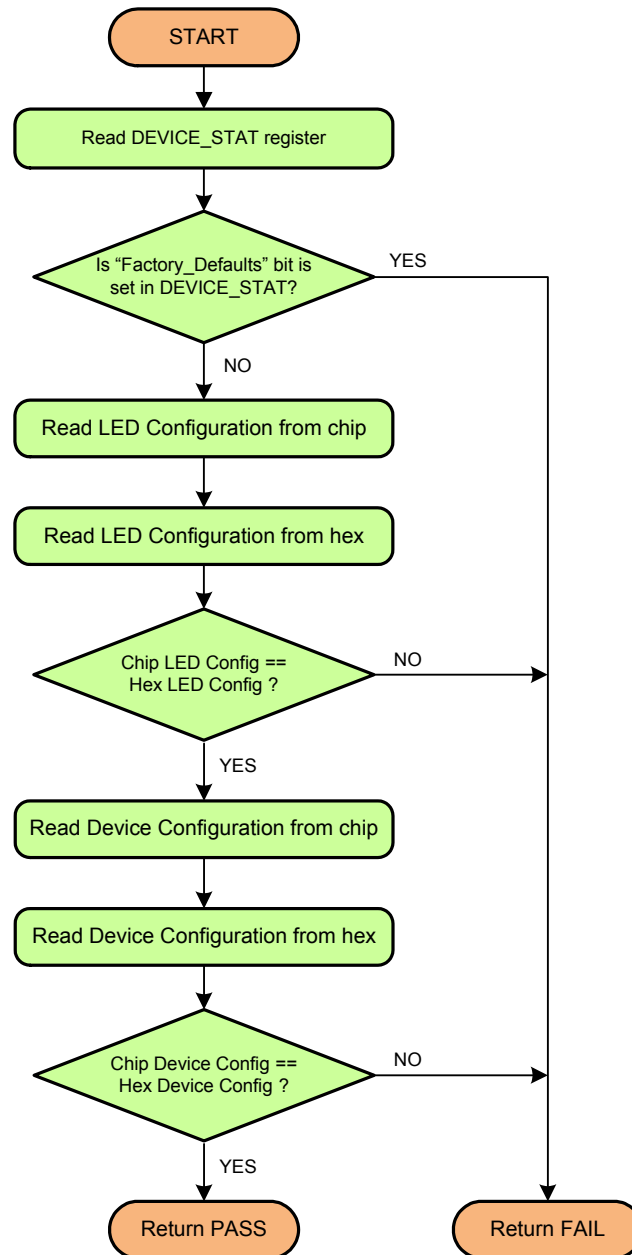 START
Read DEVICE_STAT register
Is “Factory_Defaults” bit is
set in DEVICE_STAT?
YES
NO
Read LED Configuration from chip
Read LED Configuration from hex
Chip LED Config ==
Hex LED Config ?
NO
YES
Read Device Configuration from chip
Read Device Configuration from hex
Chip Device Config ==
Hex Device Config ?
NO
YES
Return PASS
Return FAIL